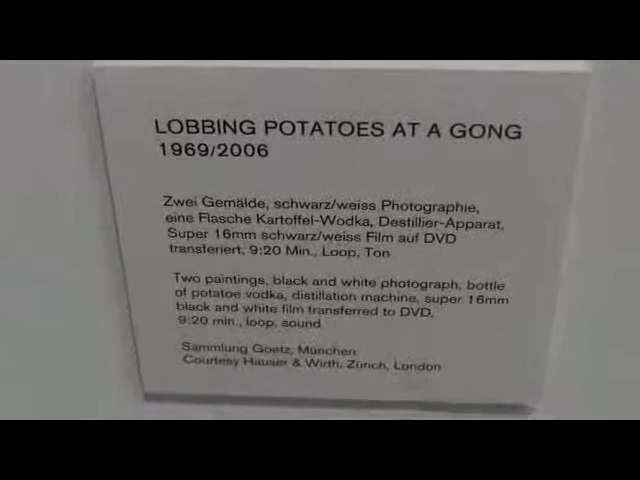 LOBBING POTATOES AT A GONG
1969/2006
Zwei Gemälde, schwarz/weiss Photographie,
eine Flasche Kartoffel-Wodka, Destillier-Apparat,
Super 16mm schwarz/weiss Film auf DVD
transferiert, 9:20 Min., Loop, Ton
Two paintings, black and white photograph, bottle
of potatoe vodka, distillation machine, super 16mm
black and white film transferred to DVD,
9:20 min., loop, sound
Sammlung Goetz, München
Courtesy Hauser & Wirth, Zürich, London